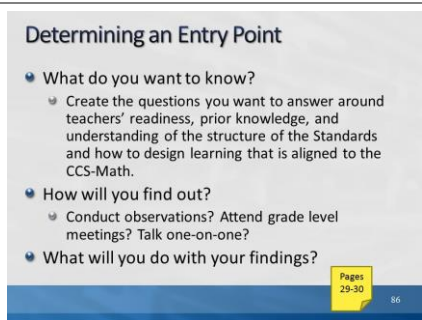 Determining an Entry Point
What do you want to know?
Create the questions you want to answer around
teachers' readiness, prior knowledge, and
understanding of the structure of the Standards
and how to design learning that is aligned to the
CCS-Math.
How will you find out?
Conduct observations? Attend grade level
meetings? Talk one-on-one?
What will you do with your findings?
Pages
29-30
86